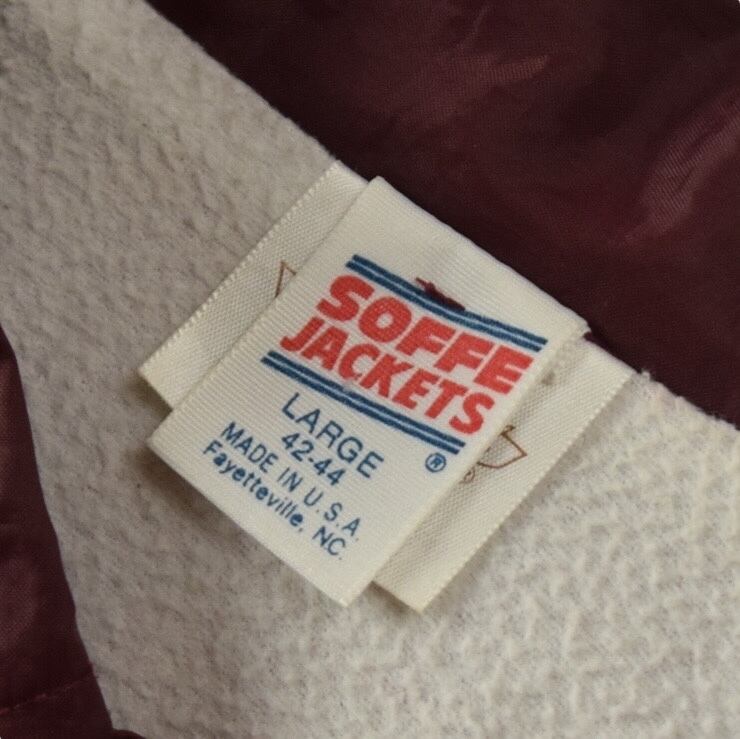 SOFFE
JACKETS
®
LARGE
42-44
MADE IN U.S.A.
Fayetteville, NC.
®